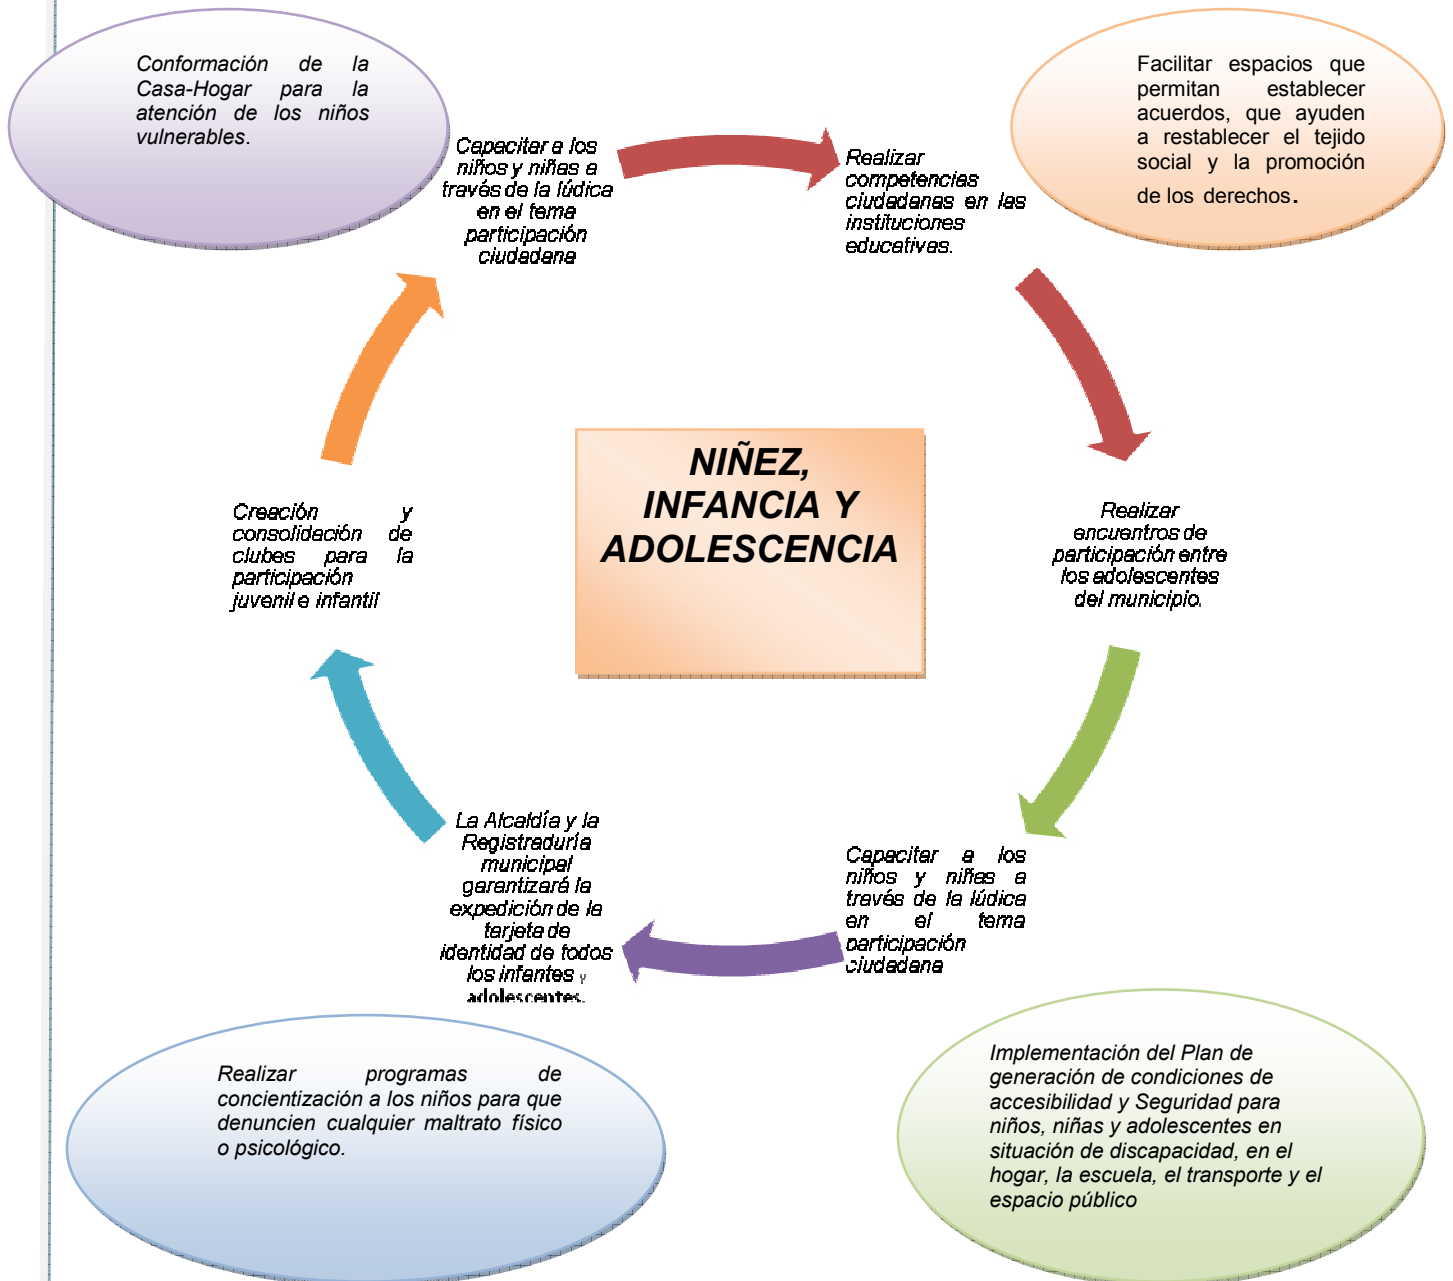 Conformación de la
Casa-Hogar para la
atención de los niños
vulnerables.
Facilitar espacios que
permitan establecer
acuerdos, que ayuden
a restablecer el tejido
social y la promoción
de los derechos.
Capacitar a los
niños y niñas a
través de la lúdica
en el tema
participación
ciudadana
Realizar
competencias
ciudadanas en las
instituciones
educativas.
NIÑEZ,
INFANCIA Y
ADOLESCENCIA
Creación y
consolidación de
clubes para la
participación
juvenil e infantil
Realizar
encuentros de
participación entre
los adolescentes
del municipio.
La Alcaldía y la
Registraduría
municipal
garantizará la
expedición de la
tarjeta de
identidad de todos
los infantes y
adolescentes.
Capacitar a los
niños y niñas a
través de la lúdica
en el tema
participación
ciudadana
Realizar programas de
concientización a los niños para que
denuncien cualquier maltrato físico
o psicológico.
Implementación del Plan de
generación de condiciones de
accesibilidad y Seguridad para
niños, niñas y adolescentes en
situación de discapacidad, en el
hogar, la escuela, el transporte y el
espacio público